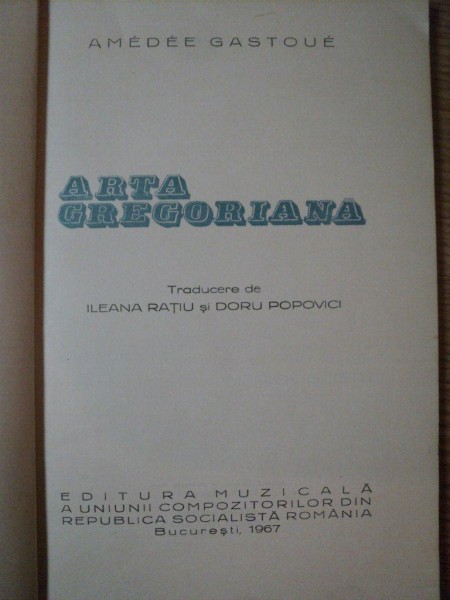 AMÉDÉE GASTOUÉ
ARTA
GREGORIANĂ
Traducere de
ILEANA RAȚIU și DORU POPOVICI
EDITURA MUZICALĂ
A UNIUNII COMPOZITORILOR DIN
REPUBLICA SOCIALISTĂ ROMÂNIA
București, 1967